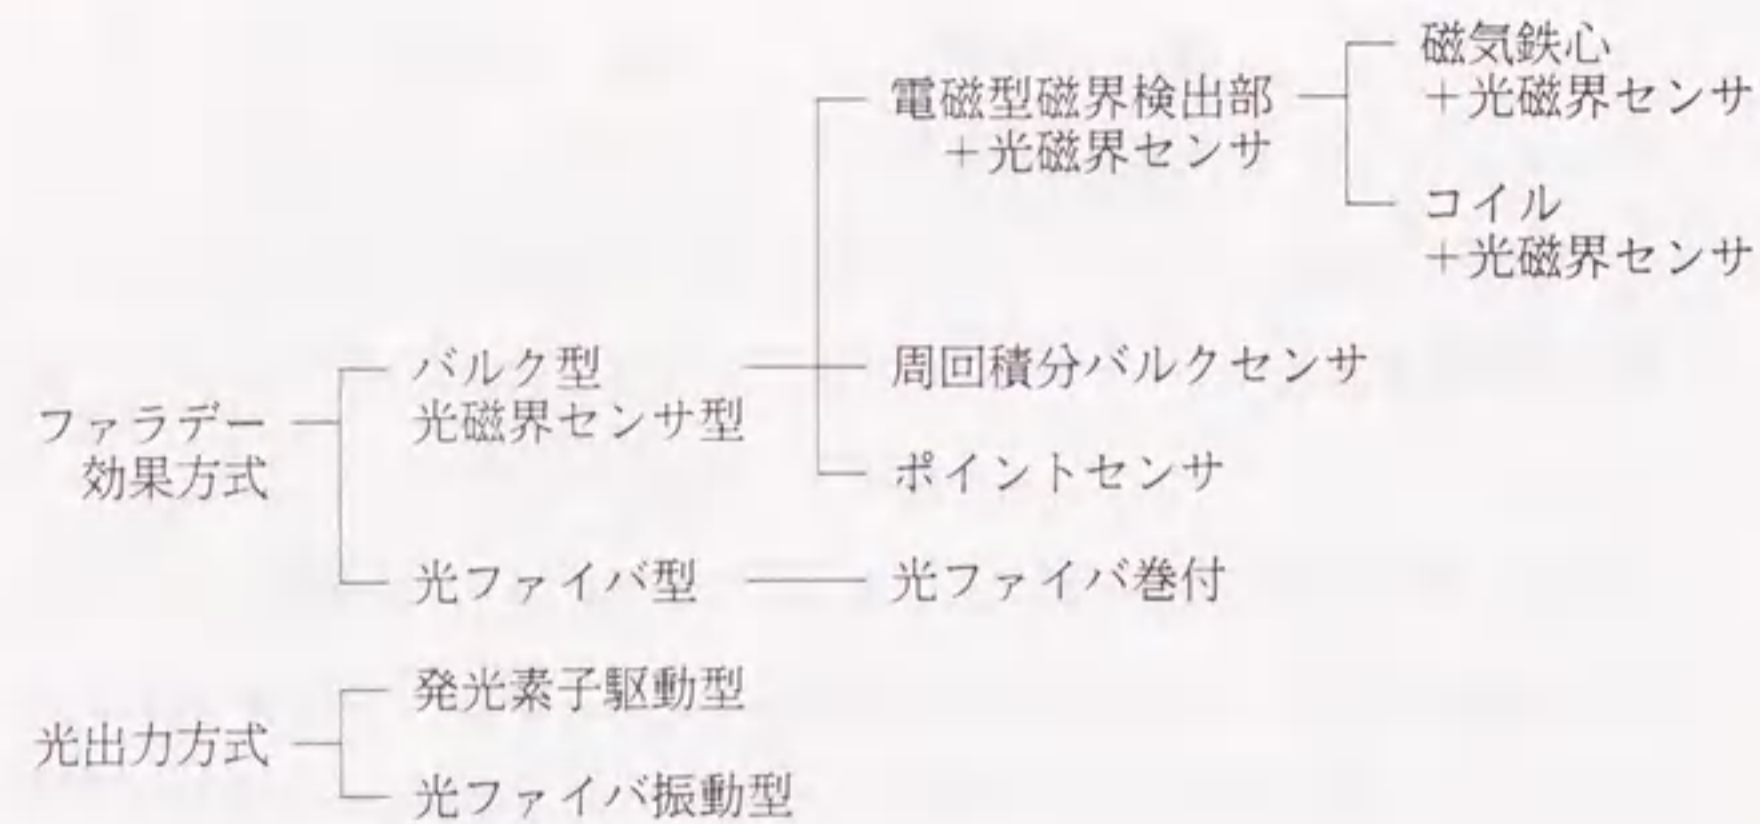 磁気鉄心
+光磁界センサ
電磁型磁界検出部
+光磁界センサ
コイル
+光磁界センサ
バルク型
光磁界センサ型
周回積分バルクセンサ
ファラデー
効果方式
ポイントセンサ
光ファイバ型
光ファイバ巻付
発光素子駆動型
光出力方式
光ファイバ振動型